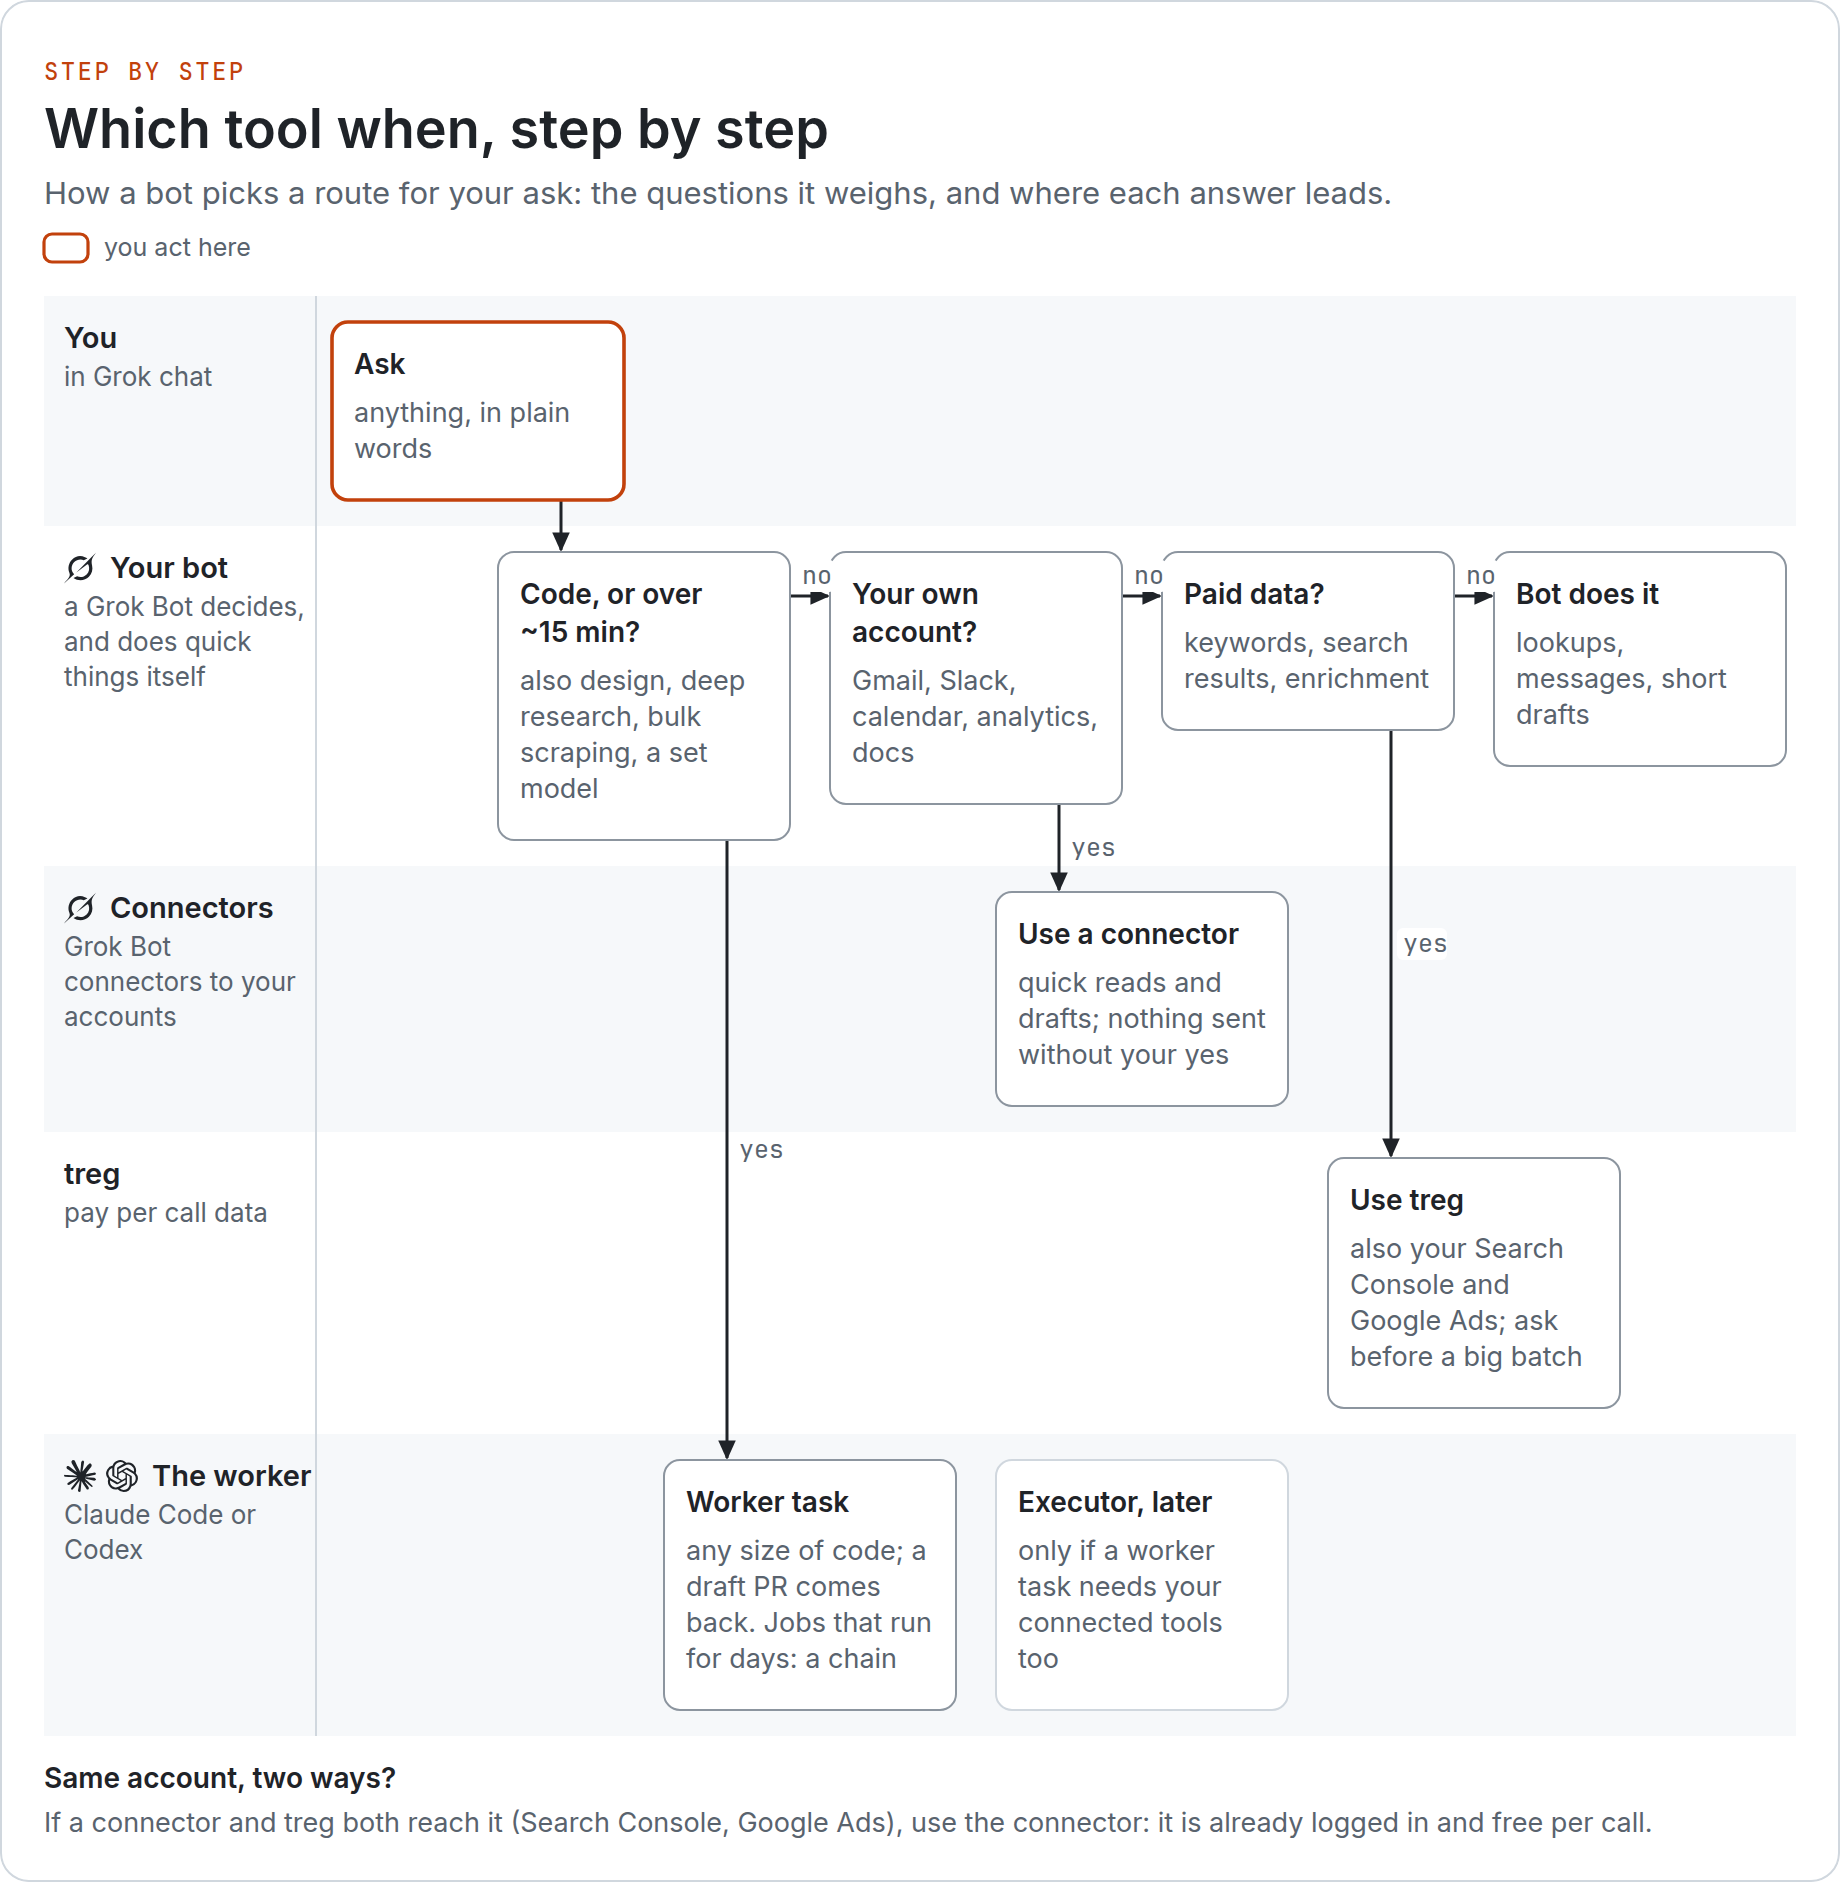 STEP BY STEP
Which tool when, step by step
How a bot picks a route for your ask: the questions it weighs, and where each answer leads.
you act here
You
in Grok chat
Ask
anything, in plain
words
Your bot
a Grok Bot decides,
and does quick
things itself
Code, or over
~15 min?
also design, deep
research, bulk
scraping, a set
model
no
Your own
account?
Gmail, Slack,
calendar, analytics,
docs
no
Paid data?
keywords, search
results, enrichment
no
Bot does it
lookups,
messages, short
drafts
yes
Connectors
Grok Bot
connectors to your
accounts
Use a connector
quick reads and
drafts; nothing sent
without your yes
yes
yes
treg
pay per call data
Use treg
also your Search
Console and
Google Ads; ask
before a big batch
The worker
Claude Code or
Codex
Worker task
any size of code; a
draft PR comes
back. Jobs that run
for days: a chain
Executor, later
only if a worker
task needs your
connected tools
too
Same account, two ways?
If a connector and treg both reach it (Search Console, Google Ads), use the connector: it is already logged in and free per call.